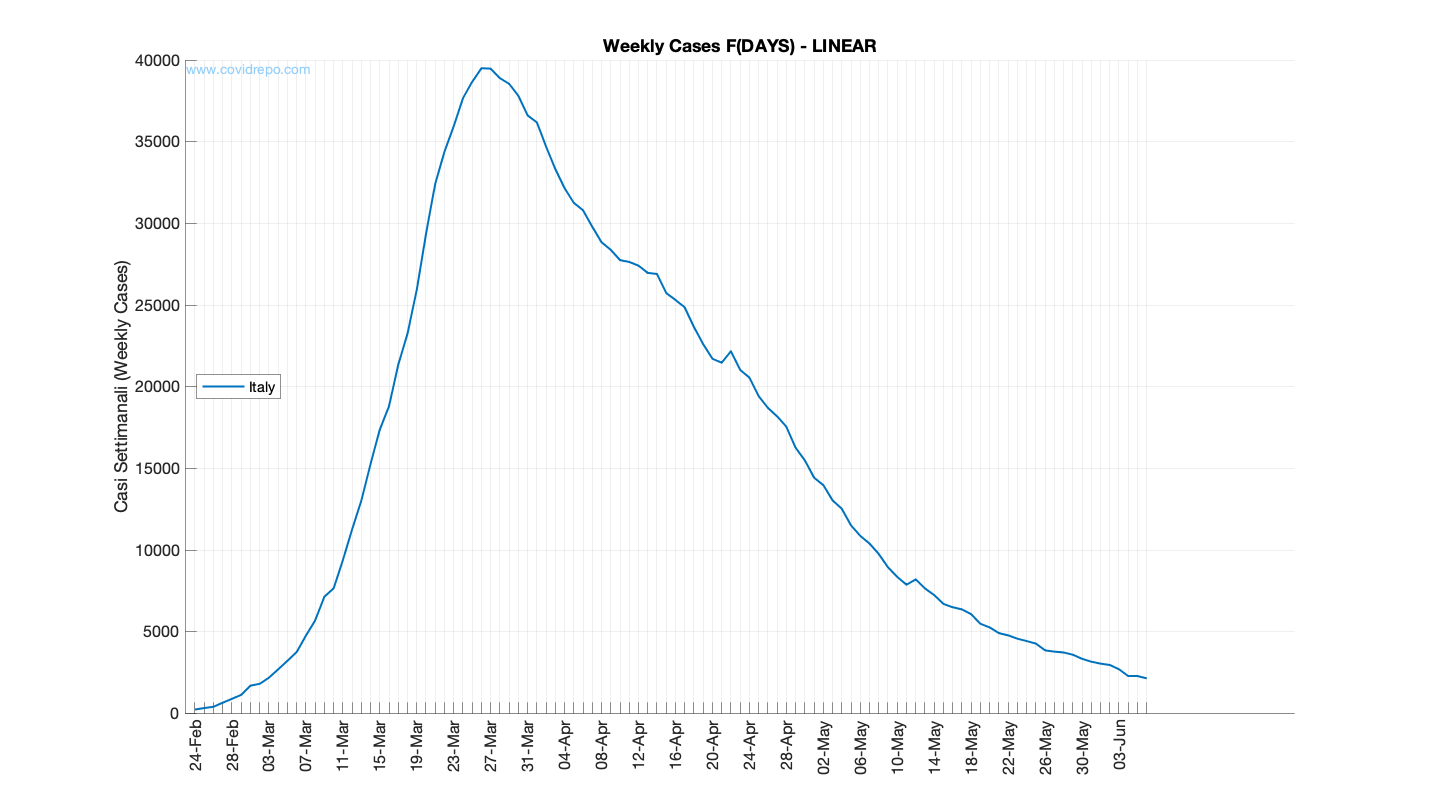 Weekly Cases F(DAYS) - LINEAR
www.covidrepo.com
Casi Settimanali (Weekly Cases)
40000
35000
30000
25000
20000
15000
10000
5000
0
Italy
24-Feb
28-Feb
03-Mar
07-Mar
11-Mar
15-Mar
19-Mar
23-Mar
27-Mar
31-Mar
04-Apr
08-Apr
12-Apr
16-Apr
20-Apr
24-Apr
28-Apr
02-May
06-May
10-May
14-May
18-May
22-May
26-May
30-May
03-Jun